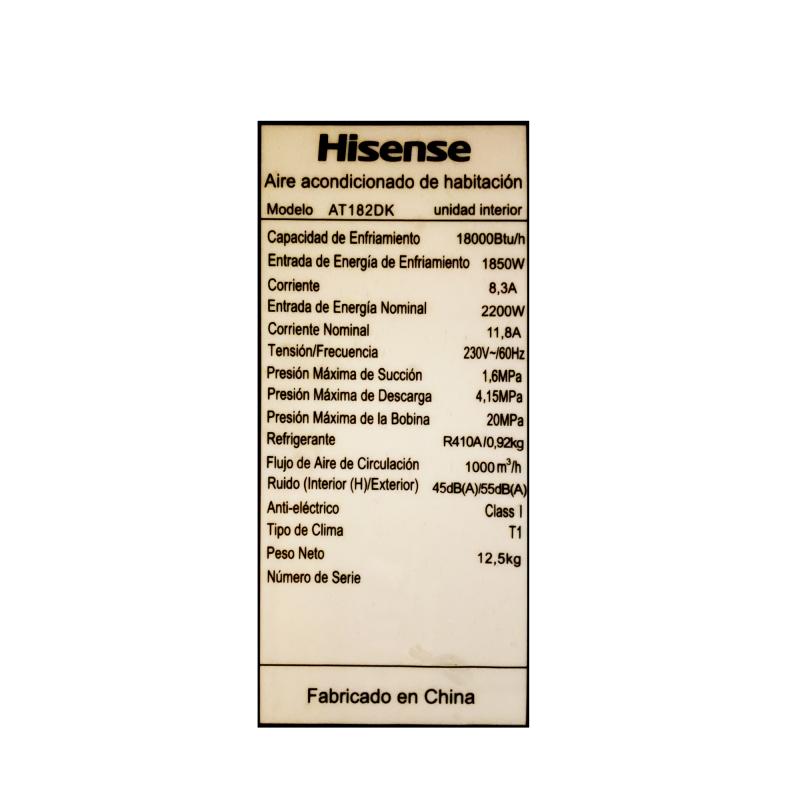 Hisense
Aire acondicionado de habitación
Modelo AT182DK unidad interior
Capacidad de Enfriamiento 18000Btu/h
Entrada de Energía de Enfriamiento 1850W
Corriente 8,3A
Entrada de Energía Nominal 2200W
Corriente Nominal 11,8A
Tensión/Frecuencia 230V~/60Hz
Presión Máxima de Succión 1,6MPa
Presión Máxima de Descarga 4,15MPa
Presión Máxima de la Bobina 20MPa
Refrigerante R410A/0,92kg
Flujo de Aire de Circulación 1000m³/h
Ruido (Interior (H)/Exterior) 45dB(A)/55dB(A)
Anti-eléctrico Class I
Tipo de Clima T1
Peso Neto 12,5kg
Número de Serie
Fabricado en China